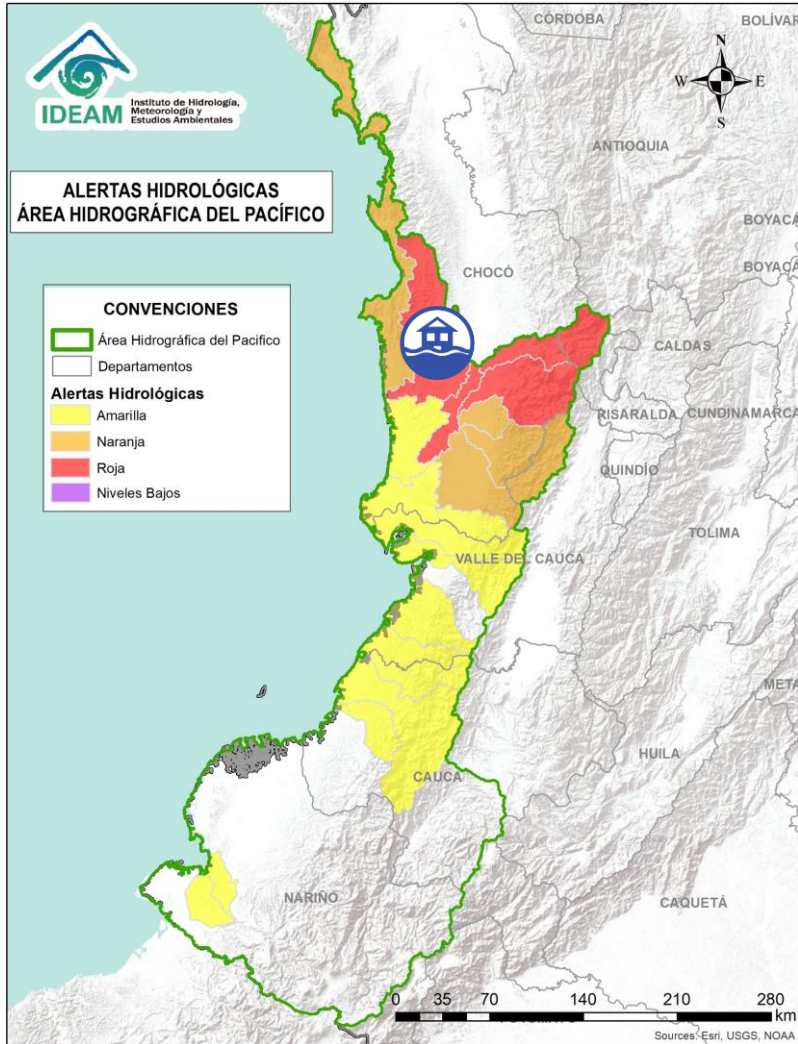 IDEAM
Instituto de Hidrología,
Meteorología y
Estudios Ambientales
ALERTAS HIDROLÓGICAS
ÁREA HIDROGRÁFICA DEL PACÍFICO
CONVENCIONES
Área Hidrográfica del Pacifico
Departamentos
Alertas Hidrológicas
Amarilla
Naranja
Roja
Niveles Bajos
N
W
E
S
CÓRDOBA
BOLÍVAR
ANTIOQUIA
BOYACÁ
BOYACÁ
CHOCÓ
CALDAS
RISARALDA
CUNDINAMARCA
QUINDÍO
TOLIMA
VALLE DEL CAUCA
META
HUILA
CAUCA
NARIÑO
CAQUETÁ
0 35 70 140 210 280
km
Sources: Esri, USGS, NOAA